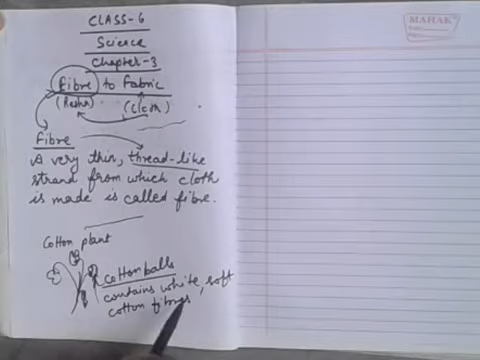 CLASS-6
Science
Chapter-3
Fibre to Fabric
(Resha) (Cloth)
Fibre
A very thin, thread-like
strand from which cloth
is made is called fibre.
Cotton plant
Cotton balls
contains white, soft
cotton fibres
MAHAK